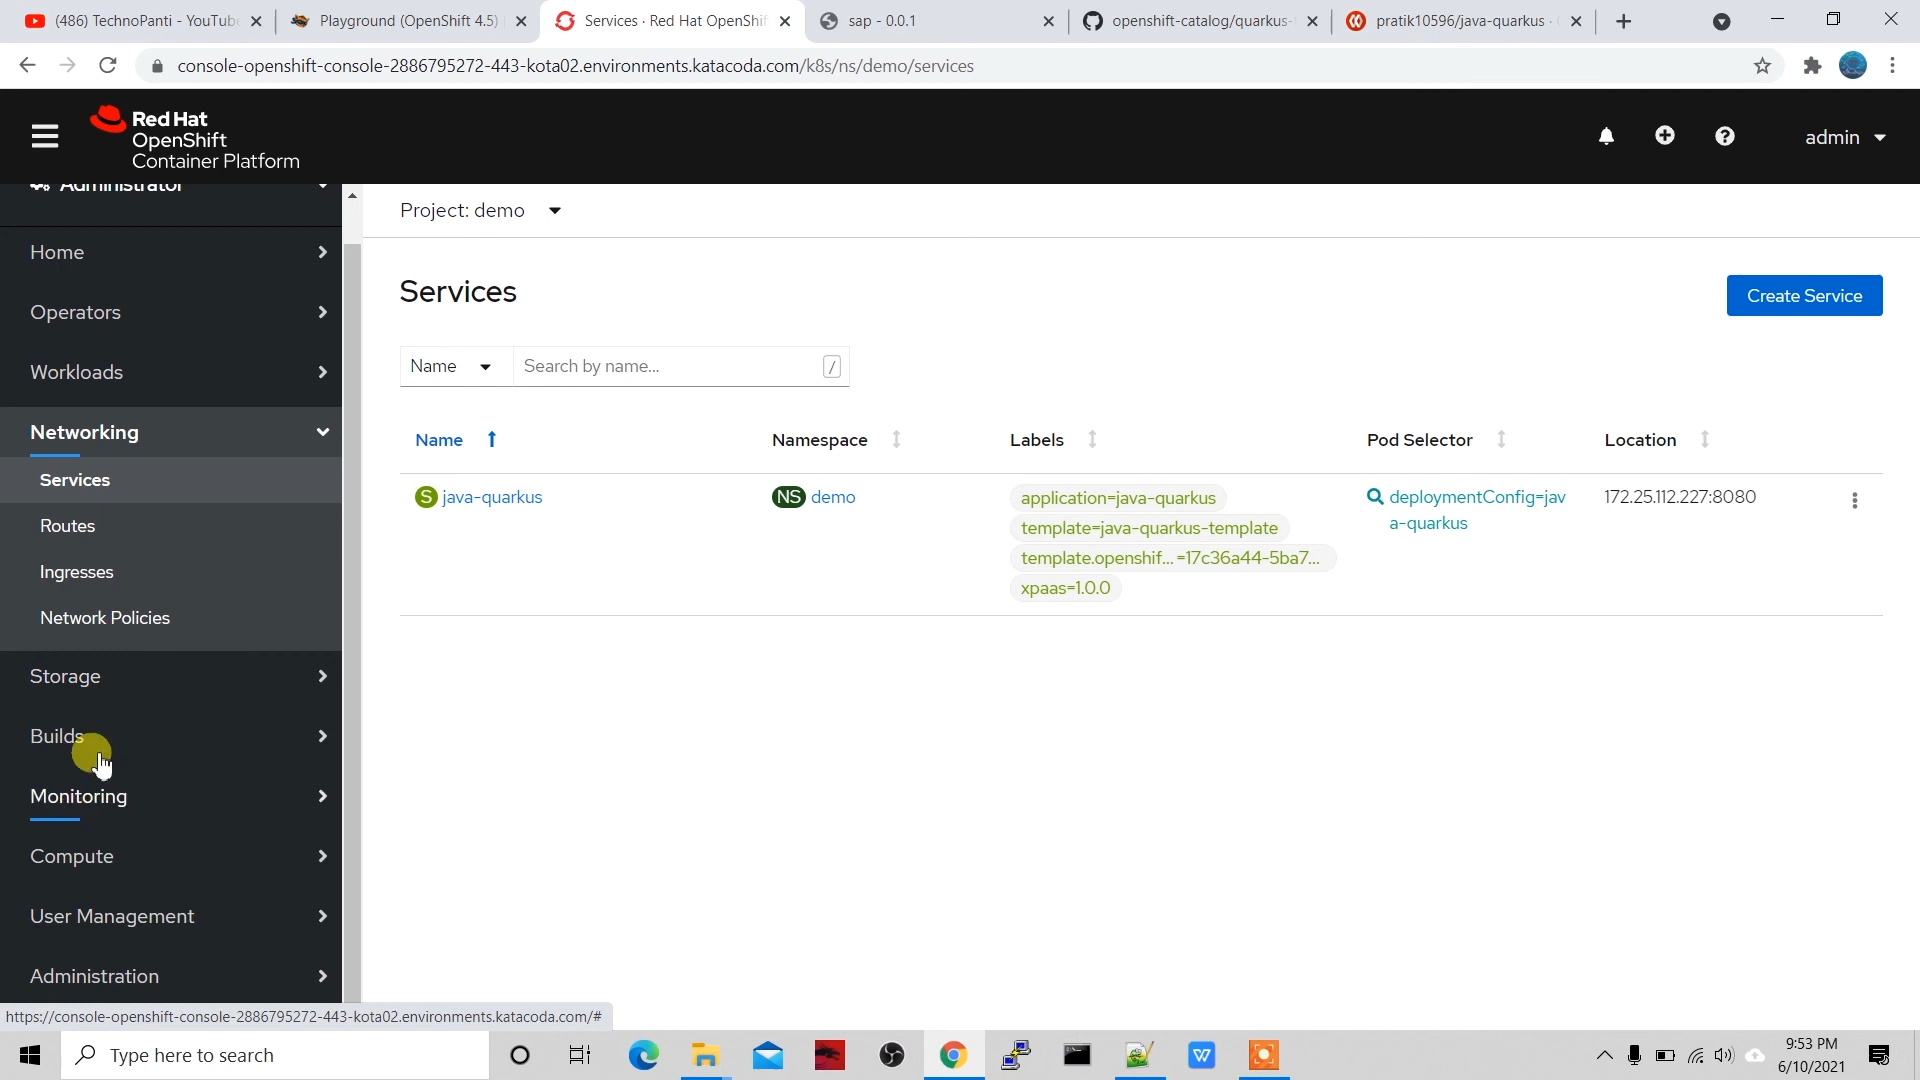 (486) TechnoPanti - YouTub
Playground (OpenShift 4.5)
Services · Red Hat OpenShif
sap - 0.0.1
openshift-catalog/quarkus-
pratik10596/java-quarkus ·
console-openshift-console-2886795272-443-kota02.environments.katacoda.com/k8s/ns/demo/services
Red Hat
OpenShift
Container Platform
admin
Administrator
Project: demo
Home
Operators
Workloads
Networking
Services
Routes
Ingresses
Network Policies
Storage
Builds
Monitoring
Compute
User Management
Administration
Services
Create Service
Name
Search by name...
/
Name
Namespace
Labels
Pod Selector
Location
S java-quarkus
NS demo
application=java-quarkus
template=java-quarkus-template
template.openshif... =17c36a44-5ba7...
xpaas=1.0.0
deploymentConfig=jav
a-quarkus
172.25.112.227:8080
https://console-openshift-console-2886795272-443-kota02.environments.katacoda.com/#
Type here to search
9:53 PM
6/10/2021